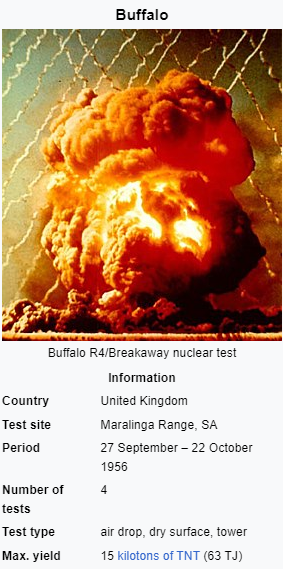 Buffalo
Buffalo R4/Breakaway nuclear test
Information
Country United Kingdom
Test site Maralinga Range, SA
Period 27 September – 22 October
1956
Number of 4
tests
Test type air drop, dry surface, tower
Max. yield 15 kilotons of TNT (63 TJ)